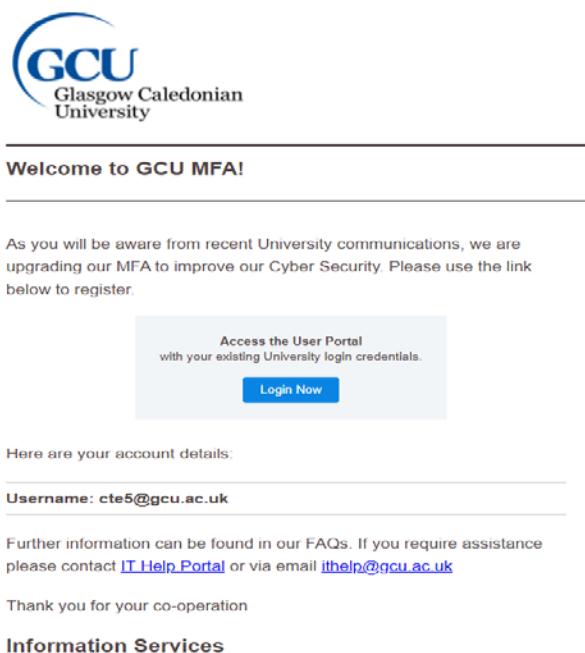 GCU
Glasgow Caledonian
University
Welcome to GCU MFA!
As you will be aware from recent University communications, we are
upgrading our MFA to improve our Cyber Security. Please use the link
below to register.
Access the User Portal
with your existing University login credentials.
Login Now
Here are your account details:
Username: cte5@gcu.ac.uk
Further information can be found in our FAQs. If you require assistance
please contact IT Help Portal or via email ithelp@gcu.ac.uk
Thank you for your co-operation
Information Services